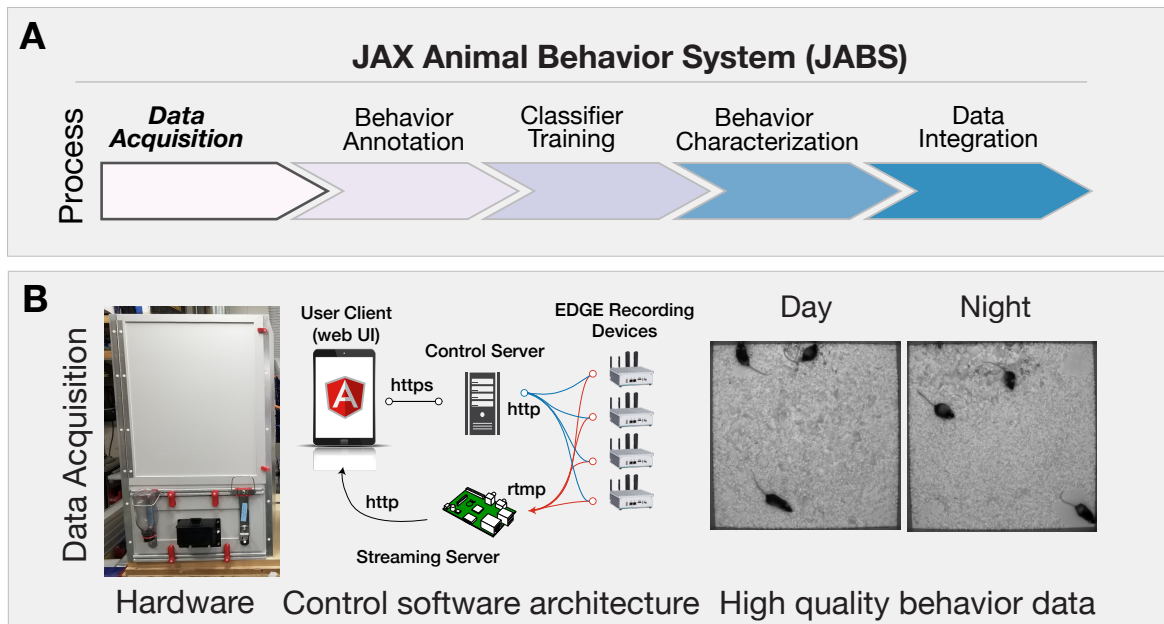 A
JAX Animal Behavior System (JABS)
Process
Data
Acquisition
Behavior
Annotation
Classifier
Training
Behavior
Characterization
Data
Integration
B
Data Acquisition
User Client
(web UI)
https
Control Server
http
EDGE Recording
Devices
rtmp
http
Streaming Server
Day
Night
Hardware
Control software architecture
High quality behavior data